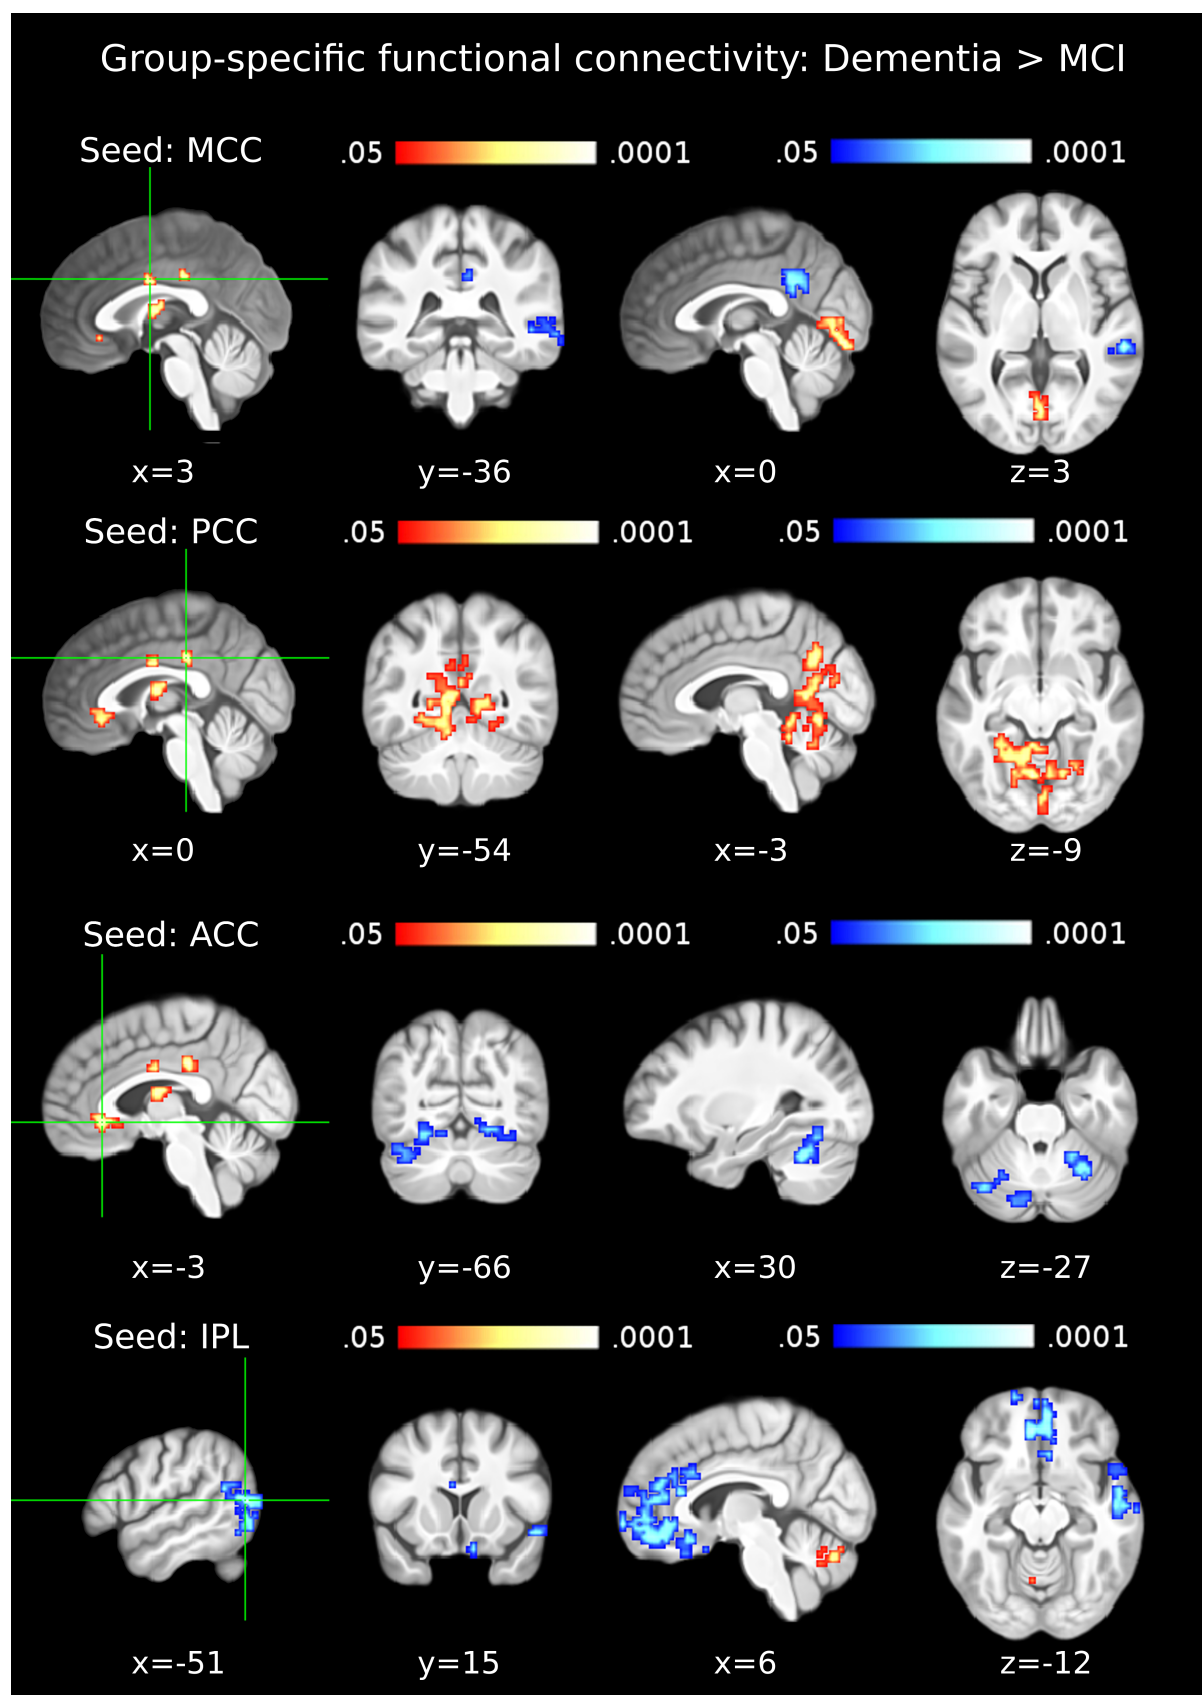 Group-specific functional connectivity: Dementia > MCI
Seed: MCC .05 .0001 .05 .0001
x=3 y=-36 x=0 z=3
Seed: PCC .05 .0001 .05 .0001
x=0 y=-54 x=-3 z=-9
Seed: ACC .05 .0001 .05 .0001
x=-3 y=-66 x=30 z=-27
Seed: IPL .05 .0001 .05 .0001
x=-51 y=15 x=6 z=-12